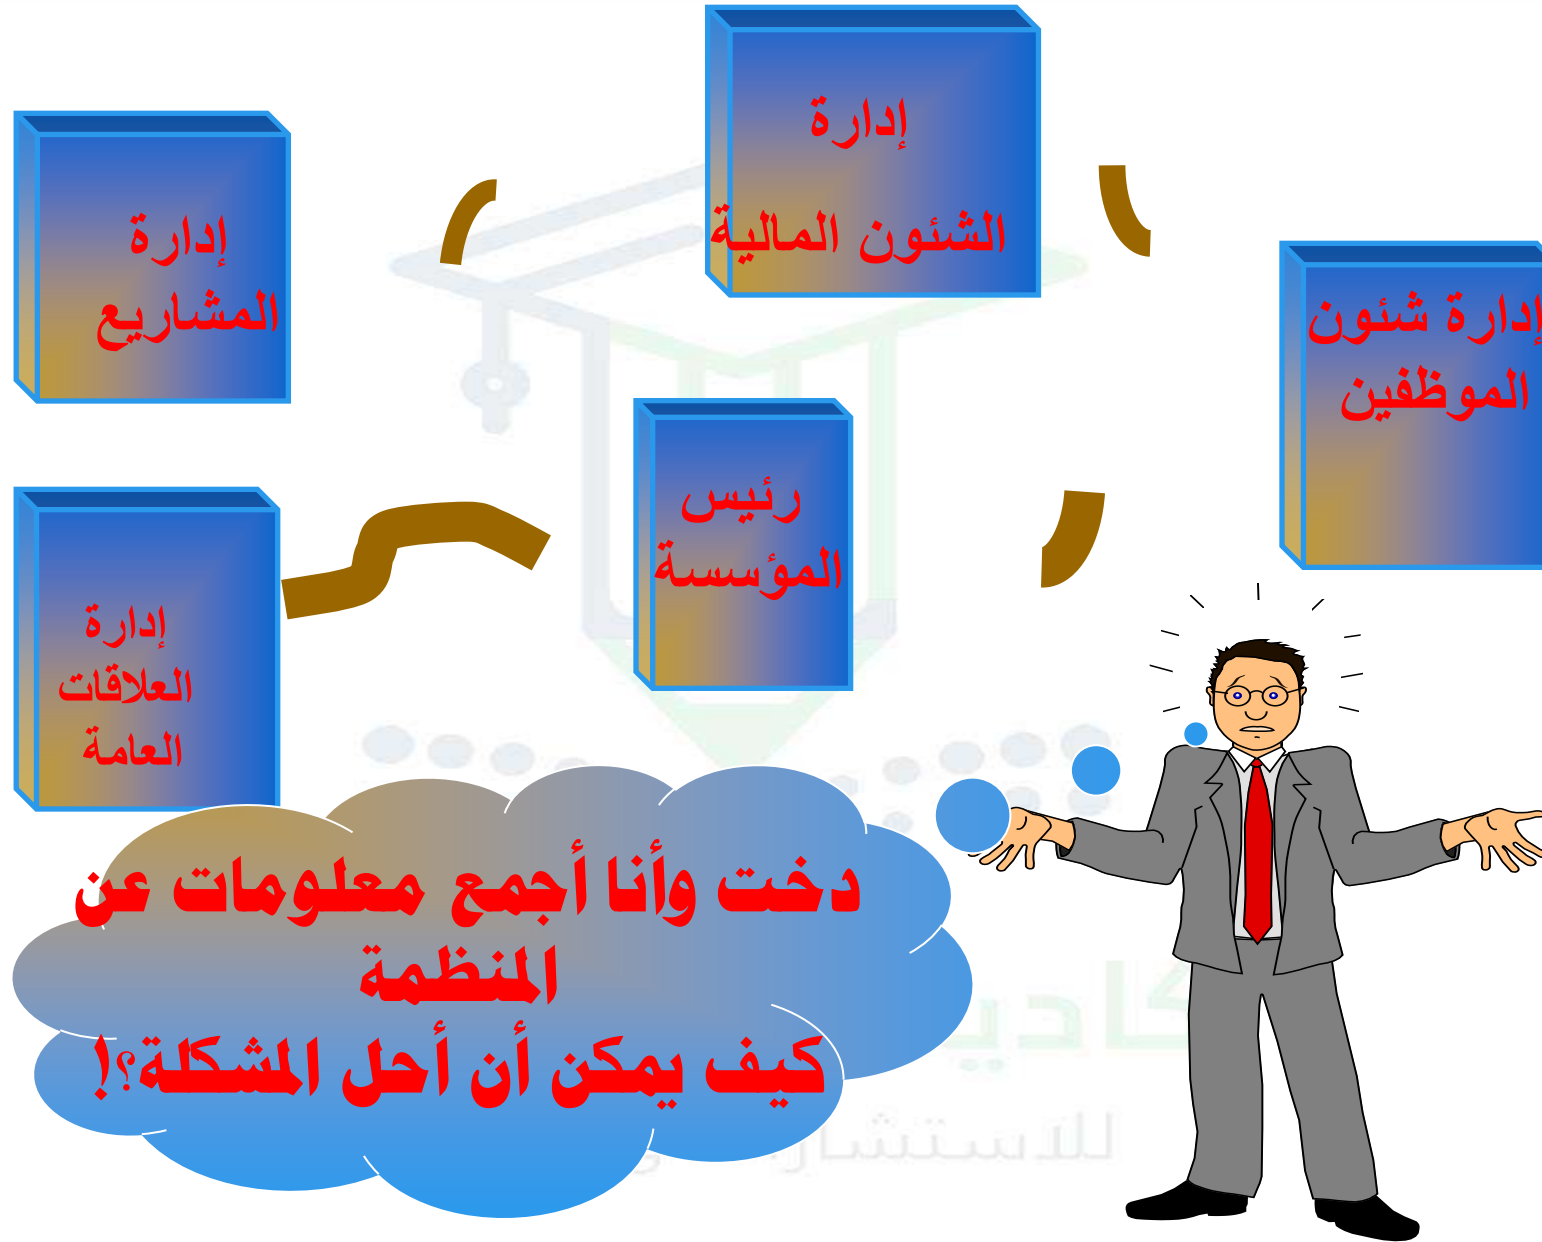 إدارة
الشئون المالية
إدارة
المشاريع
إدارة شئون
الموظفين
رئيس
المؤسسة
إدارة
العلاقات
العامة
دخت وأنا أجمع معلومات عن
المنظمة
كيف يمكن أن أحل المشكلة؟!